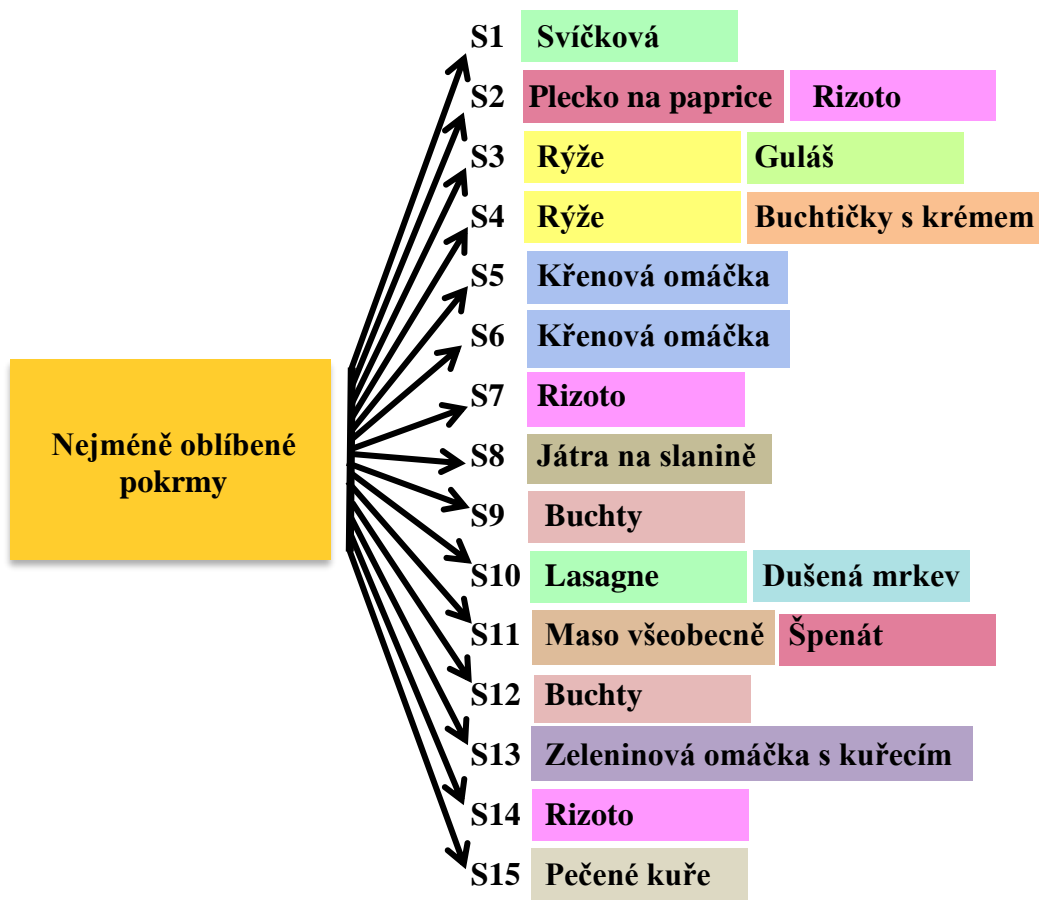 S1 Svíčková
S2 Plecko na paprice Rizoto
S3 Rýže Guláš
S4 Rýže Buchtičky s krémem
S5 Křenová omáčka
S6 Křenová omáčka
S7 Rizoto
Nejméně oblíbené
pokrmy
S8 Játra na slanině
S9 Buchty
S10 Lasagne Dušená mrkev
S11 Maso všeobecně Špenát
S12 Buchty
S13 Zeleninová omáčka s kuřecím
S14 Rizoto
S15 Pečené kuře